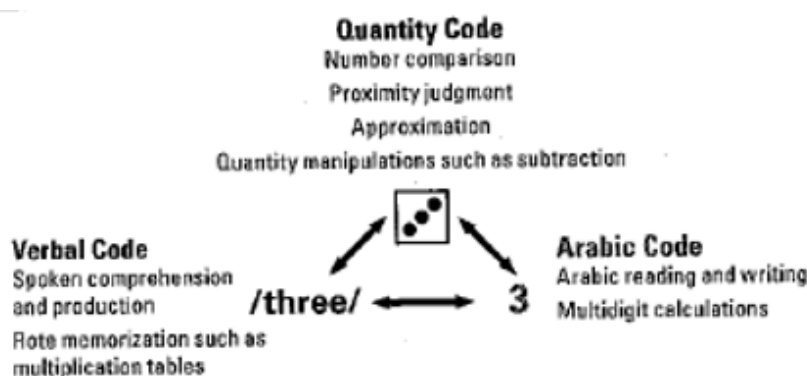 Quantity Code
Number comparison
Proximity judgment
Approximation
Quantity manipulations such as subtraction
Verbal Code
Spoken comprehension
and production
Rote memorization such as
multiplication tables
/three/
3
Arabic Code
Arabic reading and writing
Multidigit calculations